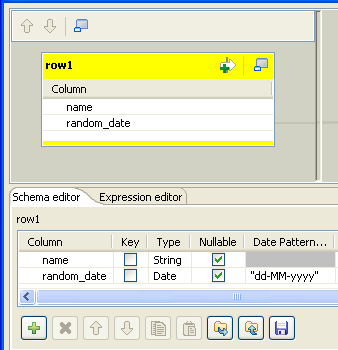 row1
Column
name
random_date
Schema editor Expression editor
row1
Column Key Type Nullable Date Pattern...
name String
random_date Date "dd-MM-yyyy"